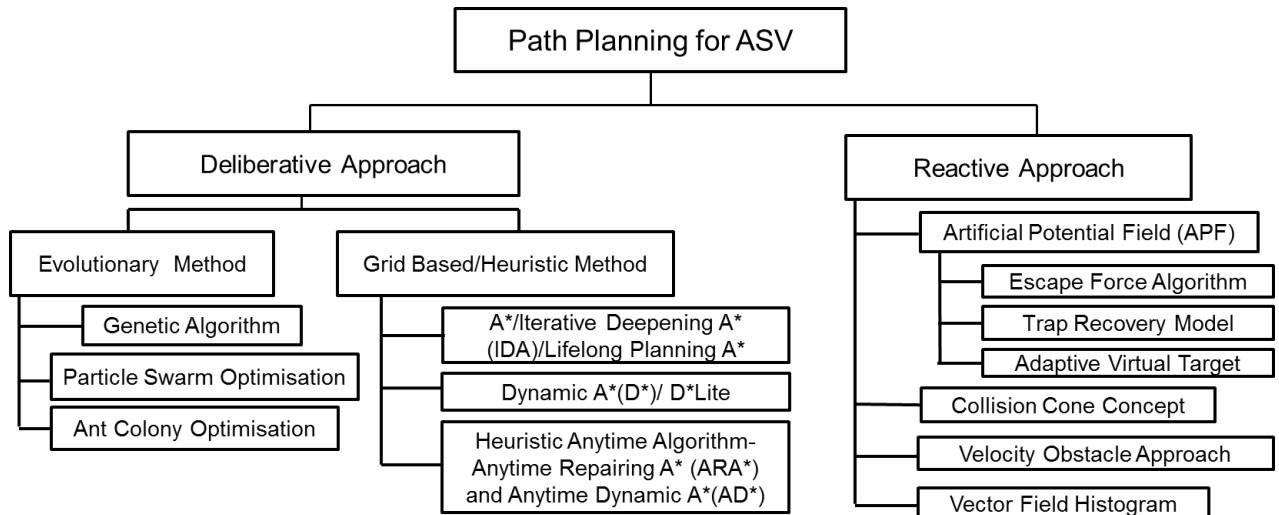 Path Planning for ASV
Deliberative Approach
Reactive Approach
Evolutionary Method
Genetic Algorithm
Particle Swarm Optimisation
Ant Colony Optimisation
Grid Based/Heuristic Method
A*/Iterative Deepening A*
(IDA)/Lifelong Planning A*
Dynamic A*(D*)/ D*Lite
Heuristic Anytime Algorithm-
Anytime Repairing A* (ARA*)
and Anytime Dynamic A*(AD*)
Artificial Potential Field (APF)
Escape Force Algorithm
Trap Recovery Model
Adaptive Virtual Target
Collision Cone Concept
Velocity Obstacle Approach
Vector Field Histogram